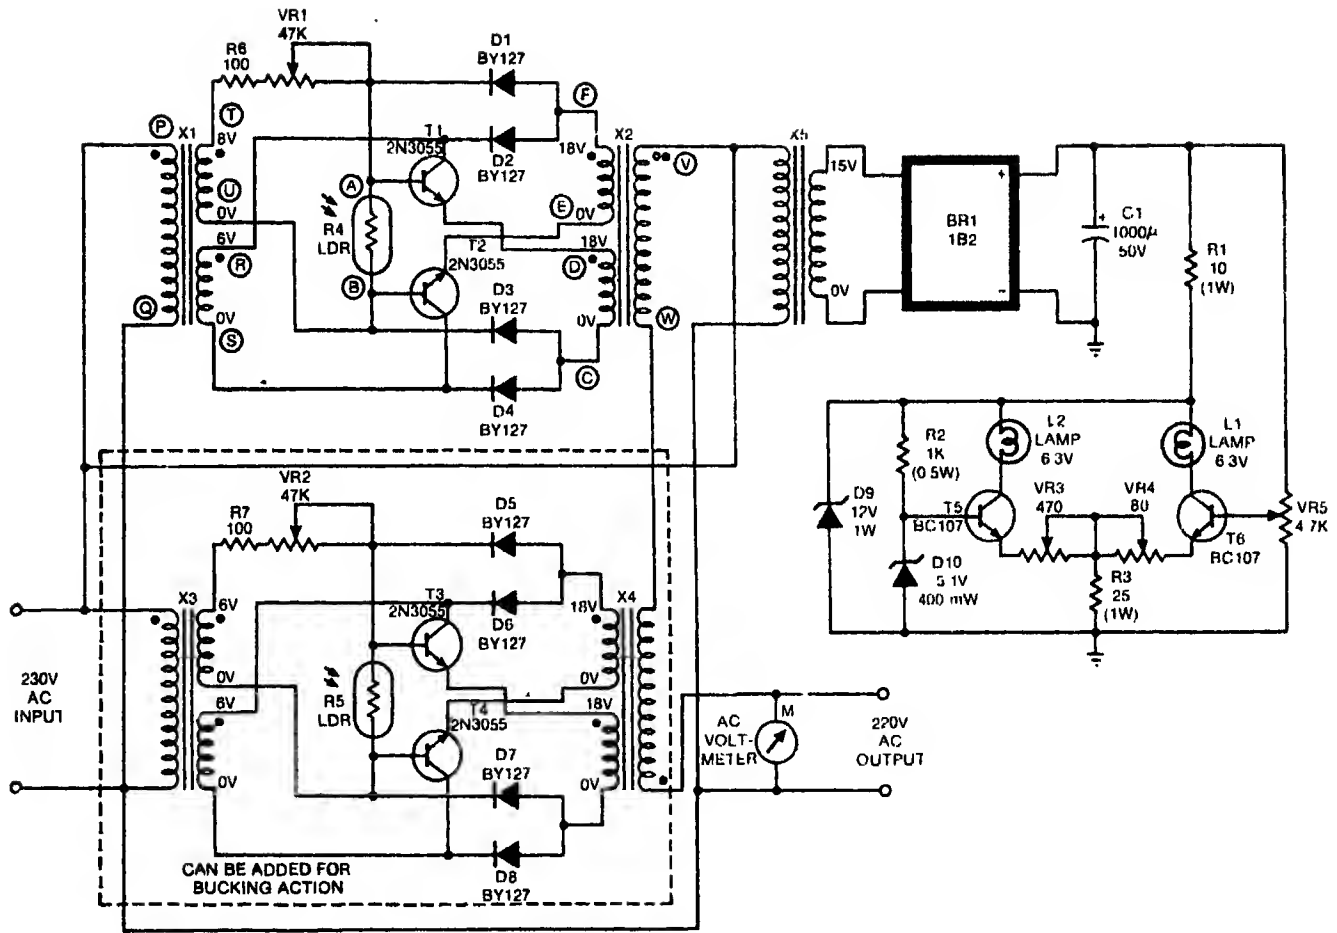 VR1
47K
R6
100
D1
BY127
P
X1
T
8V
U
0V
6V
R
0V
S
Q
A
R4
LDR
B
T1
2N3055
T2
2N3055
D2
BY127
D3
BY127
D4
BY127
F
18V
E
0V
18V
D
0V
C
X2
V
W
X5
15V
0V
BR1
1B2
+
−
+
C1
1000µ
50V
R1
10
(1W)
L2
LAMP
6.3V
L1
LAMP
6.3V
R2
1K
(0.5W)
D9
12V
1W
T5
BC107
VR3
470
VR4
80
T6
BC107
VR5
4.7K
D10
5.1V
400 mW
R3
25
(1W)
VR2
47K
R7
100
D5
BY127
X3
6V
0V
6V
0V
R5
LDR
T3
2N3055
T4
2N3055
D6
BY127
D7
BY127
D8
BY127
18V
0V
18V
0V
X4
230V
AC
INPUT
M
AC
VOLT-
METER
220V
AC
OUTPUT
CAN BE ADDED FOR
BUCKING ACTION